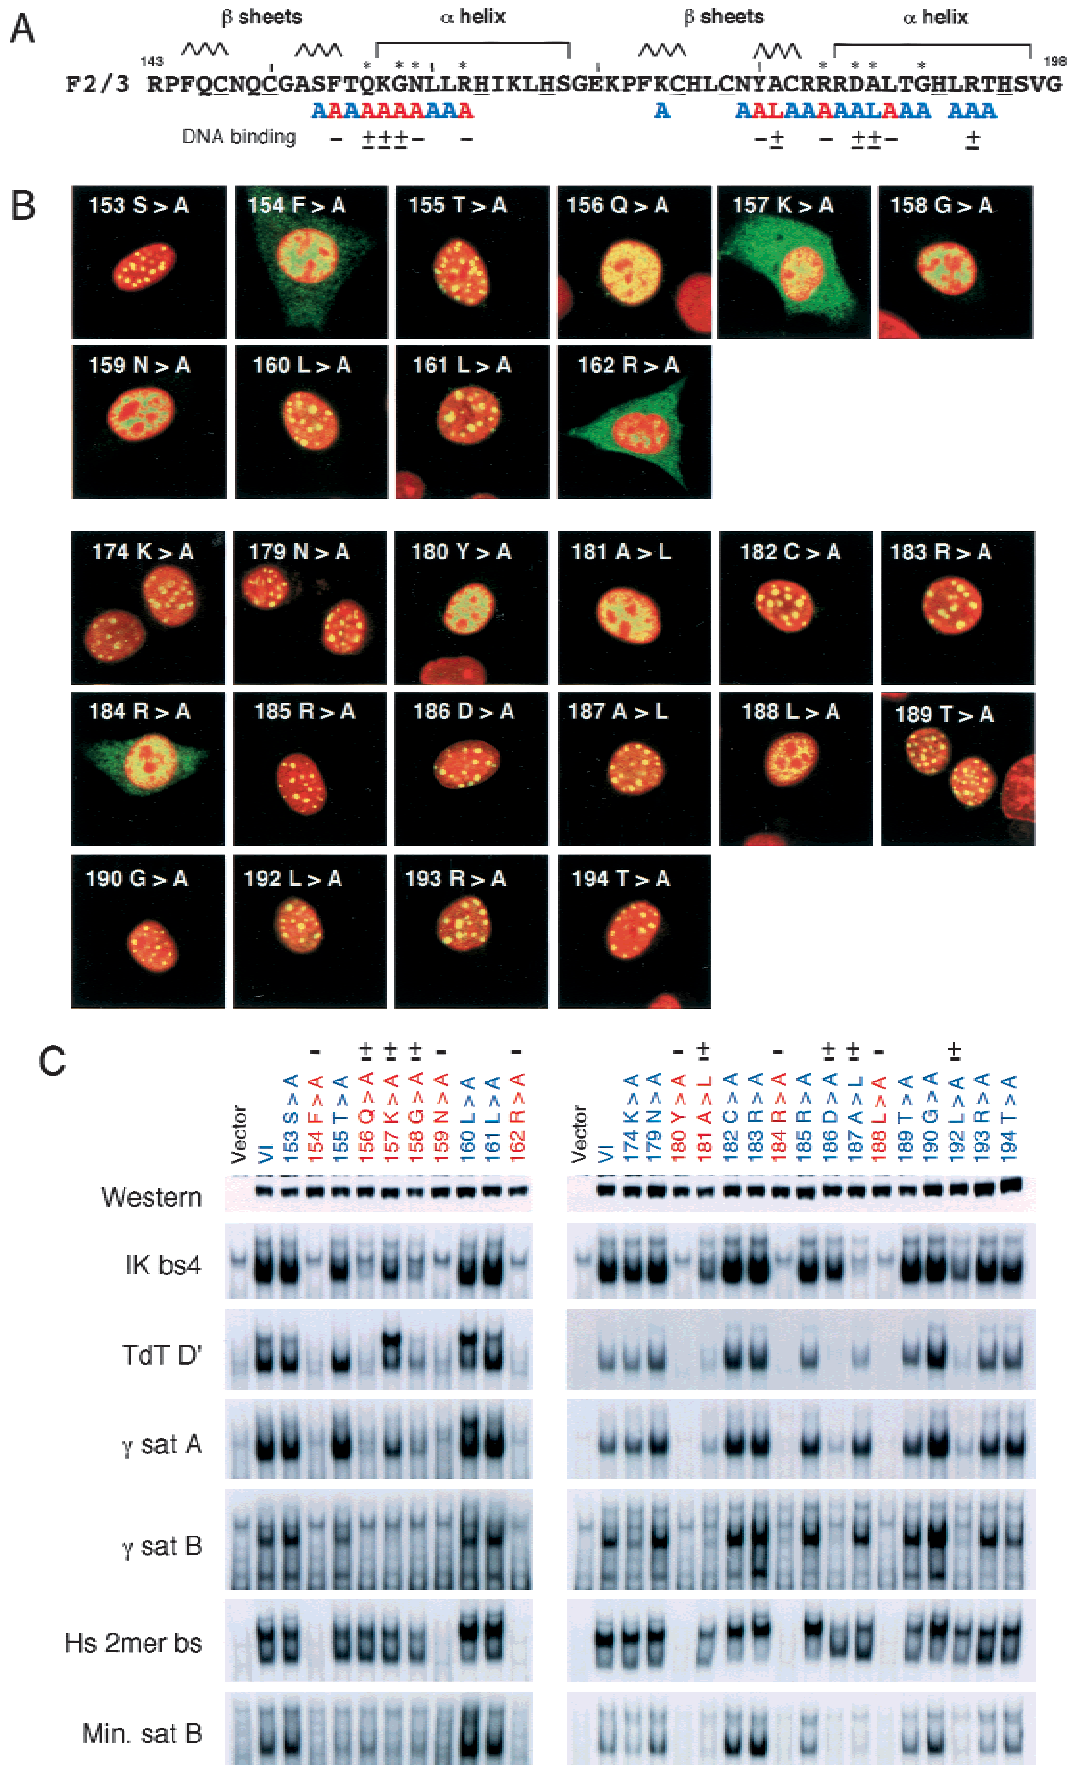 A
β sheets α helix β sheets α helix
143 * * * * * * * * * 198
F2/3 RPFQCNQCGASFTQKGNLLRHIKLHSGEKPFKCHLCNYACRRRDALTGHLRTHSVG
AAAAAAAAAA A AALAAAALAAA AAA
DNA binding - ± ± ± - - - ± - ± ± - ±
B
153 S > A 154 F > A 155 T > A 156 Q > A 157 K > A 158 G > A
159 N > A 160 L > A 161 L > A 162 R > A
174 K > A 179 N > A 180 Y > A 181 A > L 182 C > A 183 R > A
184 R > A 185 R > A 186 D > A 187 A > L 188 L > A 189 T > A
190 G > A 192 L > A 193 R > A 194 T > A
C
- ± ± ± - - - ± - ± ± - ±
Vector VI 153 S > A 154 F > A 155 T > A 156 Q > A 157 K > A 158 G > A 159 N > A 160 L > A 161 L > A 162 R > A Vector VI 174 K > A 179 N > A 180 Y > A 181 A > L 182 C > A 183 R > A 184 R > A 185 R > A 186 D > A 187 A > L 188 L > A 189 T > A 190 G > A 192 L > A 193 R > A 194 T > A
Western
IK bs4
TdT D'
γ sat A
γ sat B
Hs 2mer bs
Min. sat B